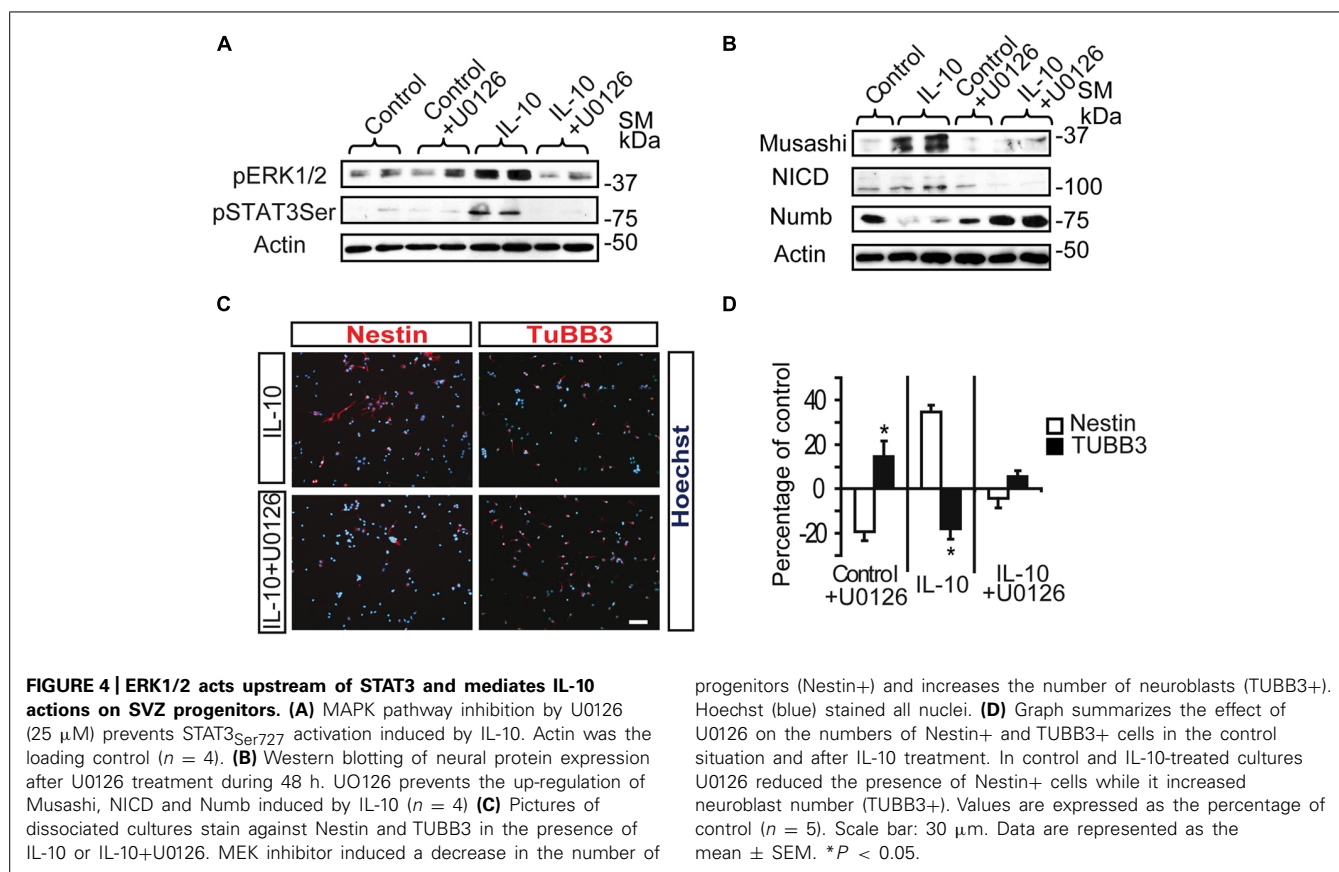 A
Control
Control
+U0126
IL-10
IL-10
+U0126
SM
kDa
pERK1/2
-37
pSTAT3Ser
-75
Actin
-50
B
Control
IL-10
Control
+U0126
IL-10
+U0126
SM
kDa
Musashi
-37
NICD
-100
Numb
-75
Actin
-50
C
Nestin
TuBB3
IL-10
IL-10+U0126
Hoechst
D
Percentage of control
40
20
0
-20
*
*
Nestin
TUBB3
Control
+U0126
IL-10
IL-10
+U0126
FIGURE 4 | ERK1/2 acts upstream of STAT3 and mediates IL-10
actions on SVZ progenitors. (A) MAPK pathway inhibition by U0126
(25 μM) prevents STAT3Ser727 activation induced by IL-10. Actin was the
loading control (n = 4). (B) Western blotting of neural protein expression
after U0126 treatment during 48 h. UO126 prevents the up-regulation of
Musashi, NICD and Numb induced by IL-10 (n = 4) (C) Pictures of
dissociated cultures stain against Nestin and TUBB3 in the presence of
IL-10 or IL-10+U0126. MEK inhibitor induced a decrease in the number of
progenitors (Nestin+) and increases the number of neuroblasts (TUBB3+).
Hoechst (blue) stained all nuclei. (D) Graph summarizes the effect of
U0126 on the numbers of Nestin+ and TUBB3+ cells in the control
situation and after IL-10 treatment. In control and IL-10-treated cultures
U0126 reduced the presence of Nestin+ cells while it increased
neuroblast number (TUBB3+). Values are expressed as the percentage of
control (n = 5). Scale bar: 30 μm. Data are represented as the
mean ± SEM. *P < 0.05.